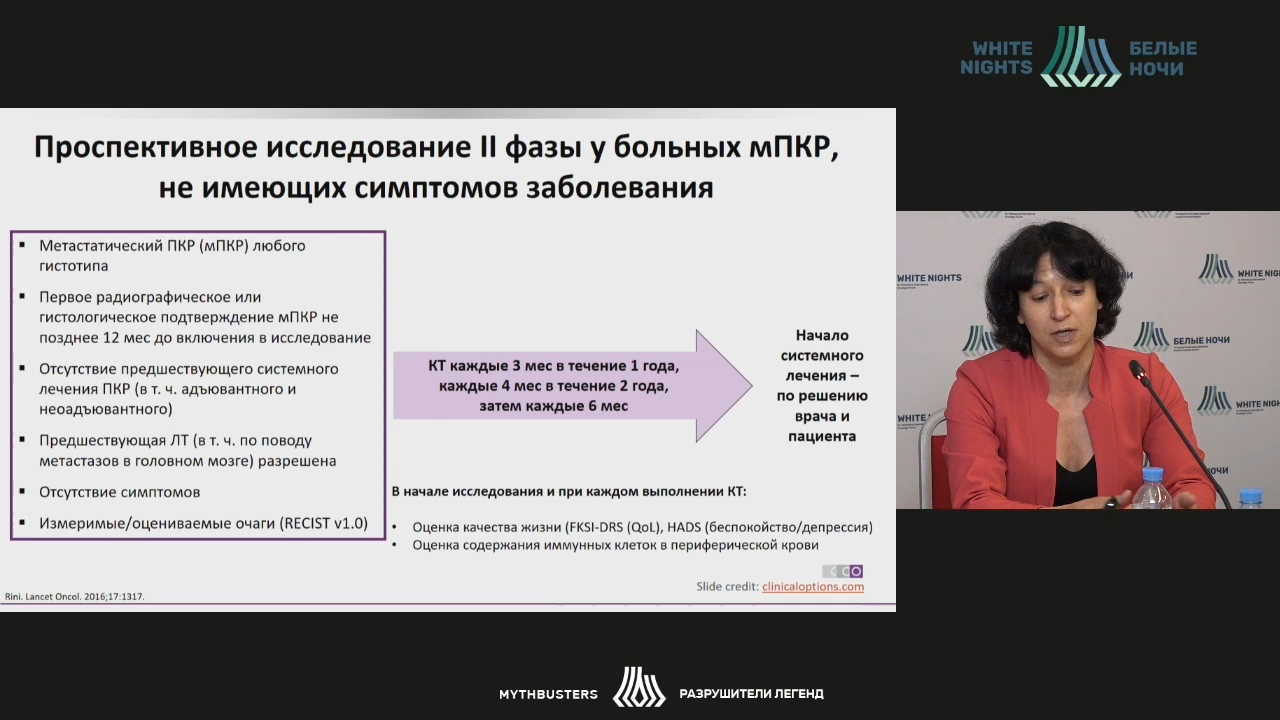 WHITE
NIGHTS
БЕЛЫЕ
НОЧИ
Проспективное исследование II фазы у больных мПКР,
не имеющих симптомов заболевания
▪ Метастатический ПКР (мПКР) любого
гистотипа
▪ Первое радиографическое или
гистологическое подтверждение мПКР не
позднее 12 мес до включения в исследование
▪ Отсутствие предшествующего системного
лечения ПКР (в т. ч. адъювантного и
неоадъювантного)
▪ Предшествующая ЛТ (в т. ч. по поводу
метастазов в головном мозге) разрешена
▪ Отсутствие симптомов
▪ Измеримые/оцениваемые очаги (RECIST v1.0)
КТ каждые 3 мес в течение 1 года,
каждые 4 мес в течение 2 года,
затем каждые 6 мес
Начало
системного
лечения –
по решению
врача и
пациента
В начале исследования и при каждом выполнении КТ:
• Оценка качества жизни (FKSI-DRS (QoL), HADS (беспокойство/депрессия)
• Оценка содержания иммунных клеток в периферической крови
CCO
Slide credit: clinicaloptions.com
Rini. Lancet Oncol. 2016;17:1317.
WHITE NIGHTS
WHITE NIGH
БЕЛЫЕ НОЧИ
WHITE NIGH
НОЧИ
MYTHBUSTERS
РАЗРУШИТЕЛИ ЛЕГЕНД